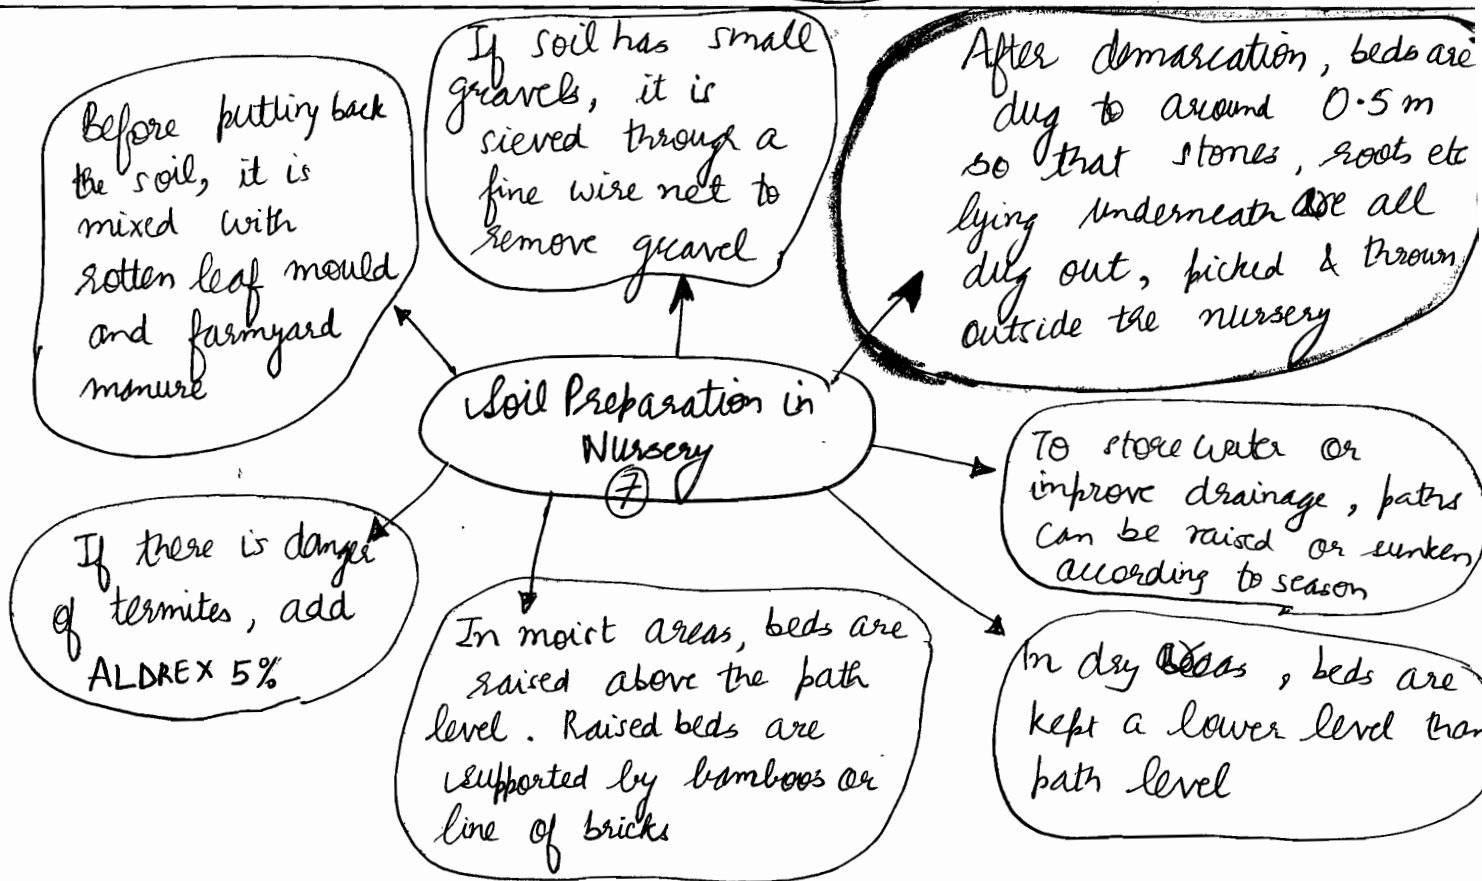 Soil Preparation in
Nursery
7
Before putting back
the soil, it is
mixed with
rotten leaf mould
and farmyard
manure
If soil has small
gravels, it is
sieved through a
fine wire net to
remove gravel
After demarcation, beds are
dug to around 0.5 m
so that stones, roots etc
lying underneath are all
dug out, picked & thrown
outside the nursery
To store water or
improve drainage, paths
can be raised or sunken
according to season
In dry areas, beds are
kept a lower level than
path level
In moist areas, beds are
raised above the path
level. Raised beds are
supported by bamboos or
line of bricks
If there is danger
of termites, add
ALDREX 5%